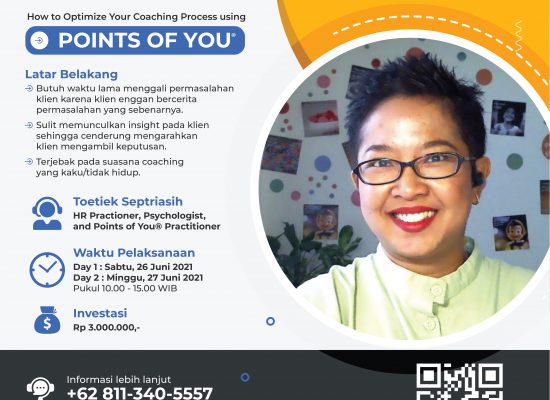 How to Optimize Your Coaching Process using
POINTS OF YOU®
Latar Belakang
Butuh waktu lama menggali permasalahan
klien karena klien enggan bercerita
permasalahan yang sebenarnya.
Sulit memunculkan insight pada klien
sehingga cenderung mengarahkan
klien mengambil keputusan.
Terjebak pada suasana coaching
yang kaku/tidak hidup.
Toetiek Septriasih
HR Practioner, Psychologist,
and Points of You® Practitioner
Waktu Pelaksanaan
Day 1 : Sabtu, 26 Juni 2021
Day 2 : Minggu, 27 Juni 2021
Pukul 10.00 - 15.00 WIB
Investasi
Rp 3.000.000,-
Informasi lebih lanjut
+62 811-340-5557